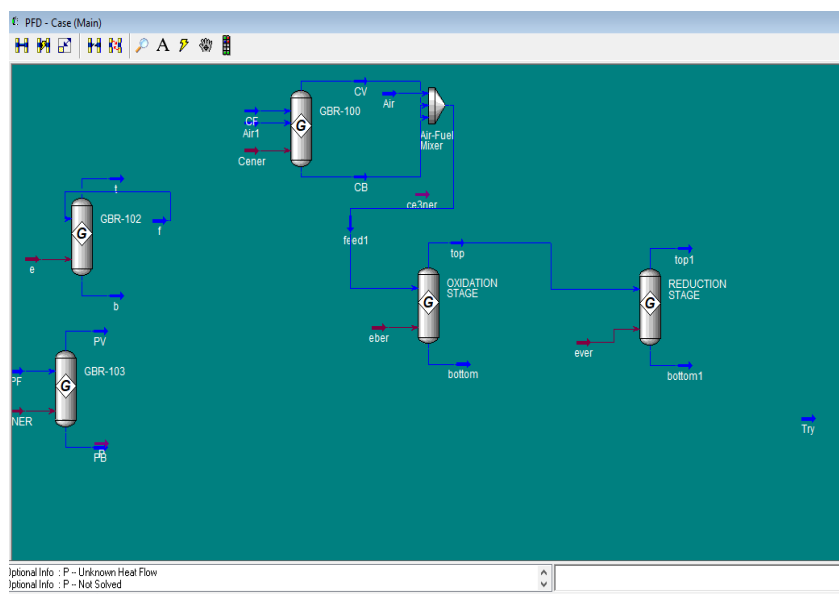 PFD - Case (Main)
A
CV
Air
GBR-100
CF
Air1
G
Air-Fuel
Mixer
Cener
CB
t
ce3ner
GBR-102
f
G
feed1
top
top1
e
OXIDATION
STAGE
REDUCTION
STAGE
G
G
b
PV
eber
ever
GBR-103
PF
G
bottom
bottom1
NER
Try
PB
Optional Info : P -- Unknown Heat Flow
Optional Info : P -- Not Solved